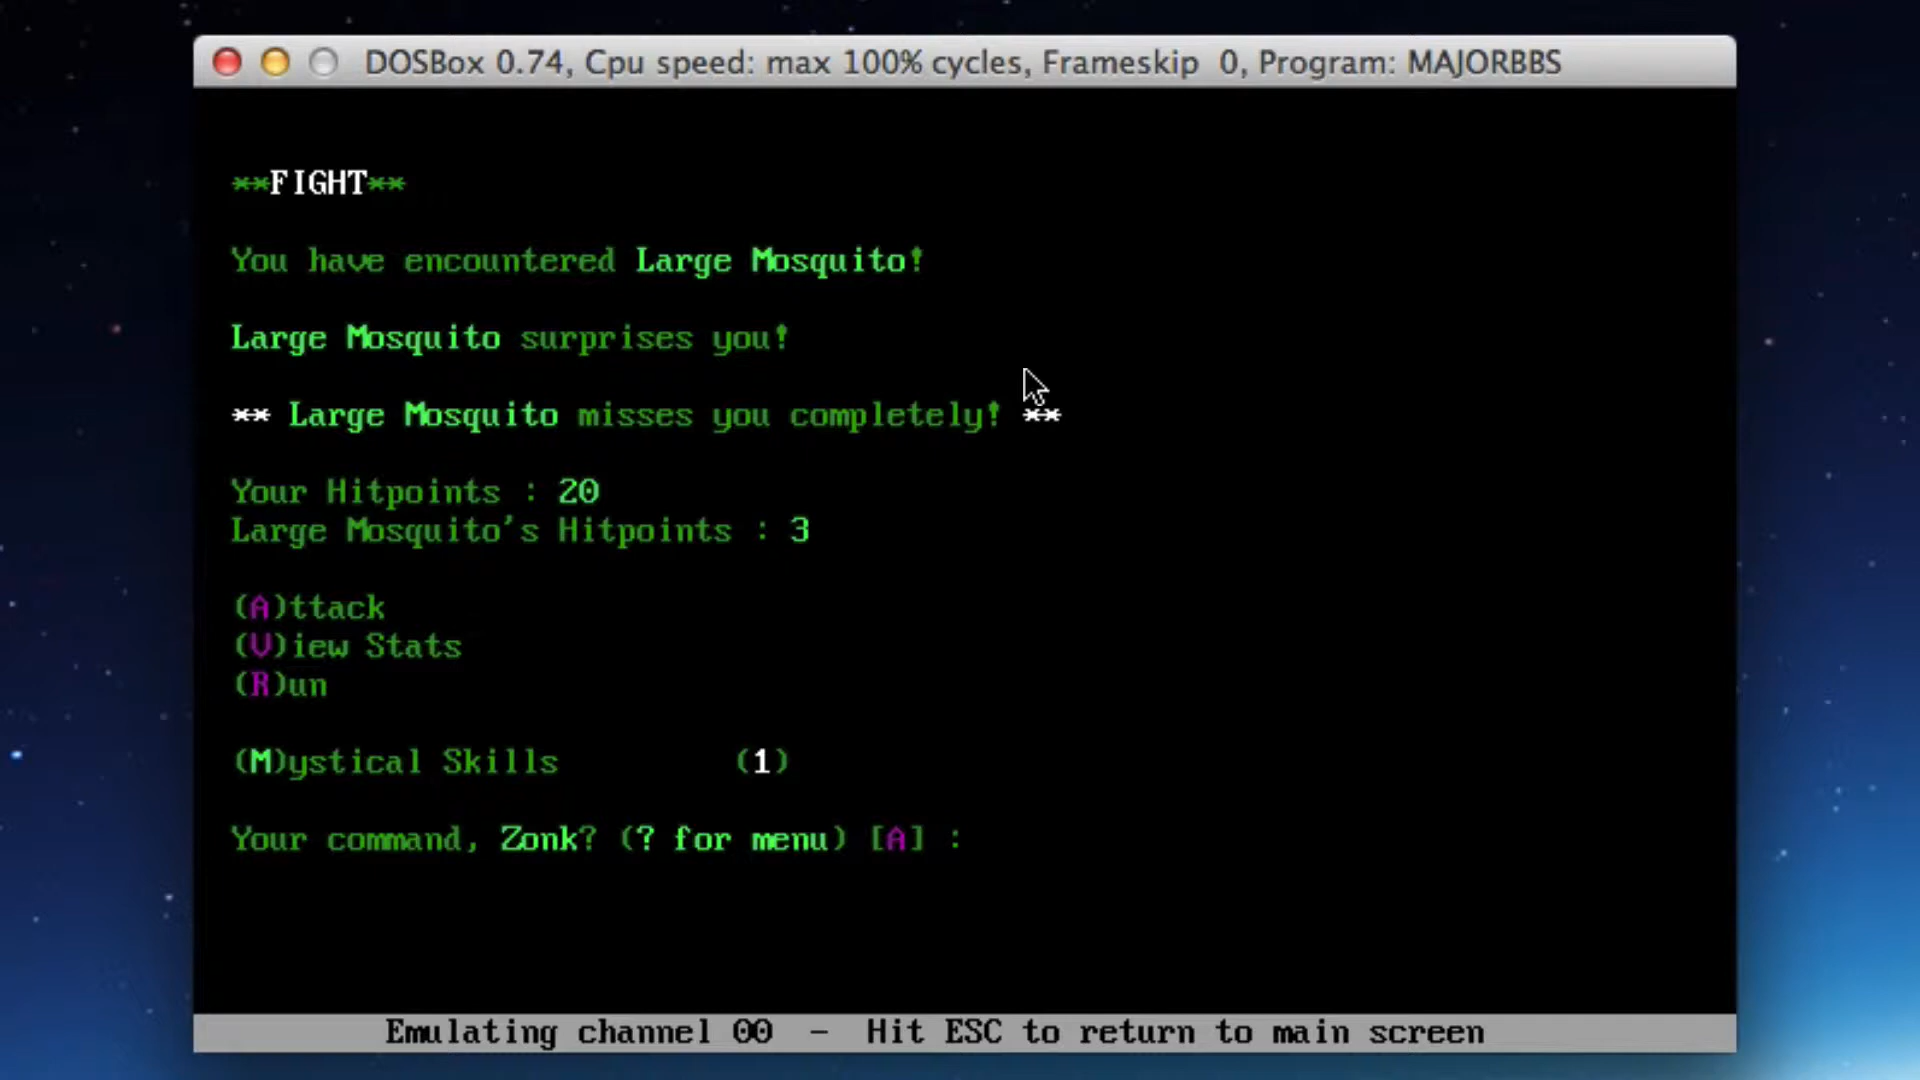 DOSBox 0.74, Cpu speed: max 100% cycles, Frameskip 0, Program: MAJORBBS
**FIGHT**
You have encountered Large Mosquito!
Large Mosquito surprises you!
** Large Mosquito misses you completely! **
Your Hitpoints : 20
Large Mosquito's Hitpoints : 3
(A)ttack
(V)iew Stats
(R)un
(M)ystical Skills (1)
Your command, Zonk? (? for menu) [A] :
Emulating channel 00 - Hit ESC to return to main screen